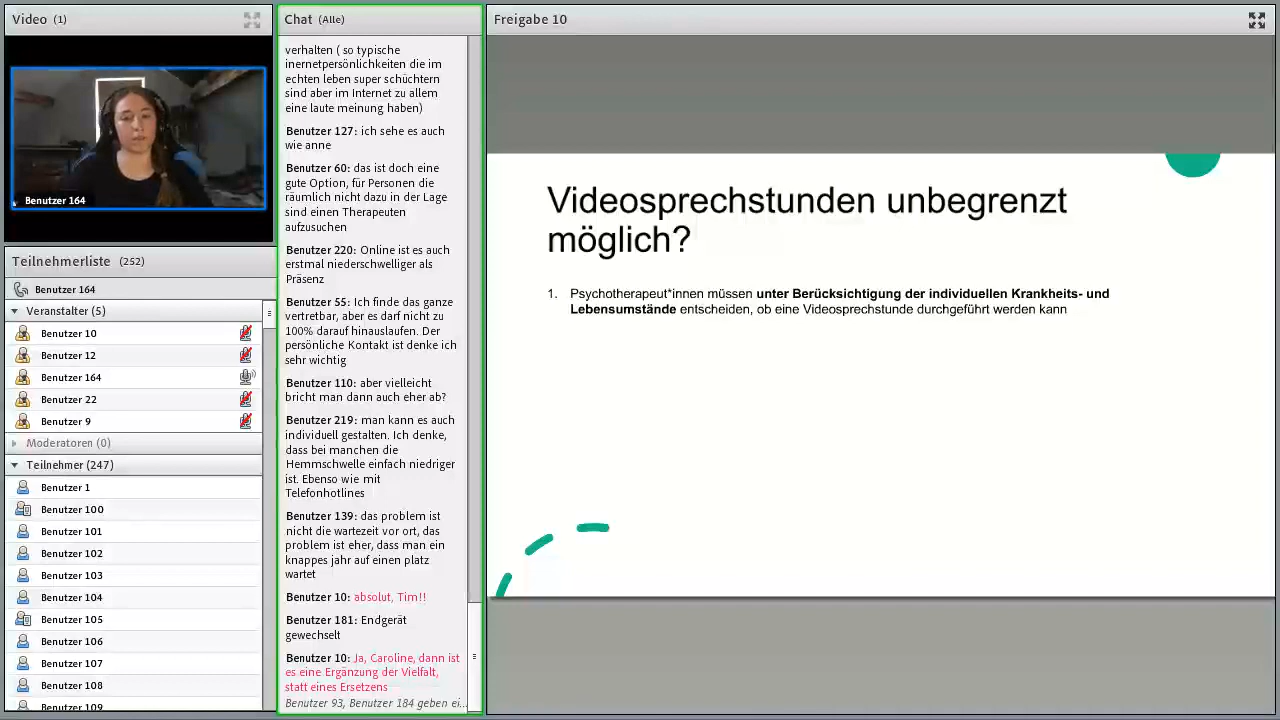 Video (1)
Benutzer 164
Teilnehmerliste (252)
Benutzer 164
Veranstalter (5)
Benutzer 10
Benutzer 12
Benutzer 164
Benutzer 22
Benutzer 9
Moderatoren (0)
Teilnehmer (247)
Benutzer 1
Benutzer 100
Benutzer 101
Benutzer 102
Benutzer 103
Benutzer 104
Benutzer 105
Benutzer 106
Benutzer 107
Benutzer 108
Benutzer 109
Chat (Alle)
verhalten ( so typische
inernetpersönlichkeiten die im
echten leben super schüchtern
sind aber im Internet zu allem
eine laute meinung haben)
Benutzer 127: ich sehe es auch
wie anne
Benutzer 60: das ist doch eine
gute Option, für Personen die
räumlich nicht dazu in der Lage
sind einen Therapeuten
aufzusuchen
Benutzer 220: Online ist es auch
erstmal niederschwelliger als
Präsenz
Benutzer 55: Ich finde das ganze
vertretbar, aber es darf nicht zu
100% darauf hinauslaufen. Der
persönliche Kontakt ist denke ich
sehr wichtig
Benutzer 110: aber vielleicht
bricht man dann auch eher ab?
Benutzer 219: man kann es auch
individuell gestalten. Ich denke,
dass bei manchen die
Hemmschwelle einfach niedriger
ist. Ebenso wie mit
Telefonhotlines
Benutzer 139: das problem ist
nicht die wartezeit vor ort, das
problem ist eher, dass man ein
knappes jahr auf einen platz
wartet
Benutzer 10: absolut, Tim!!
Benutzer 181: Endgerät
gewechselt
Benutzer 10: Ja, Caroline, dann ist
es eine Ergänzung der Vielfalt,
statt eines Ersetzens
Benutzer 93, Benutzer 184 geben ei...
Freigabe 10
Videosprechstunden unbegrenzt
möglich?
1. Psychotherapeut*innen müssen unter Berücksichtigung der individuellen Krankheits- und
Lebensumstände entscheiden, ob eine Videosprechstunde durchgeführt werden kann